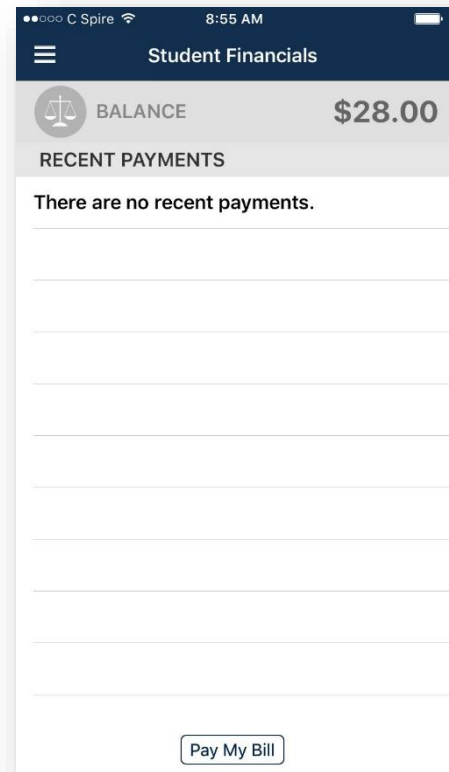 C Spire 8:55 AM
Student Financials
BALANCE $28.00
RECENT PAYMENTS
There are no recent payments.
Pay My Bill